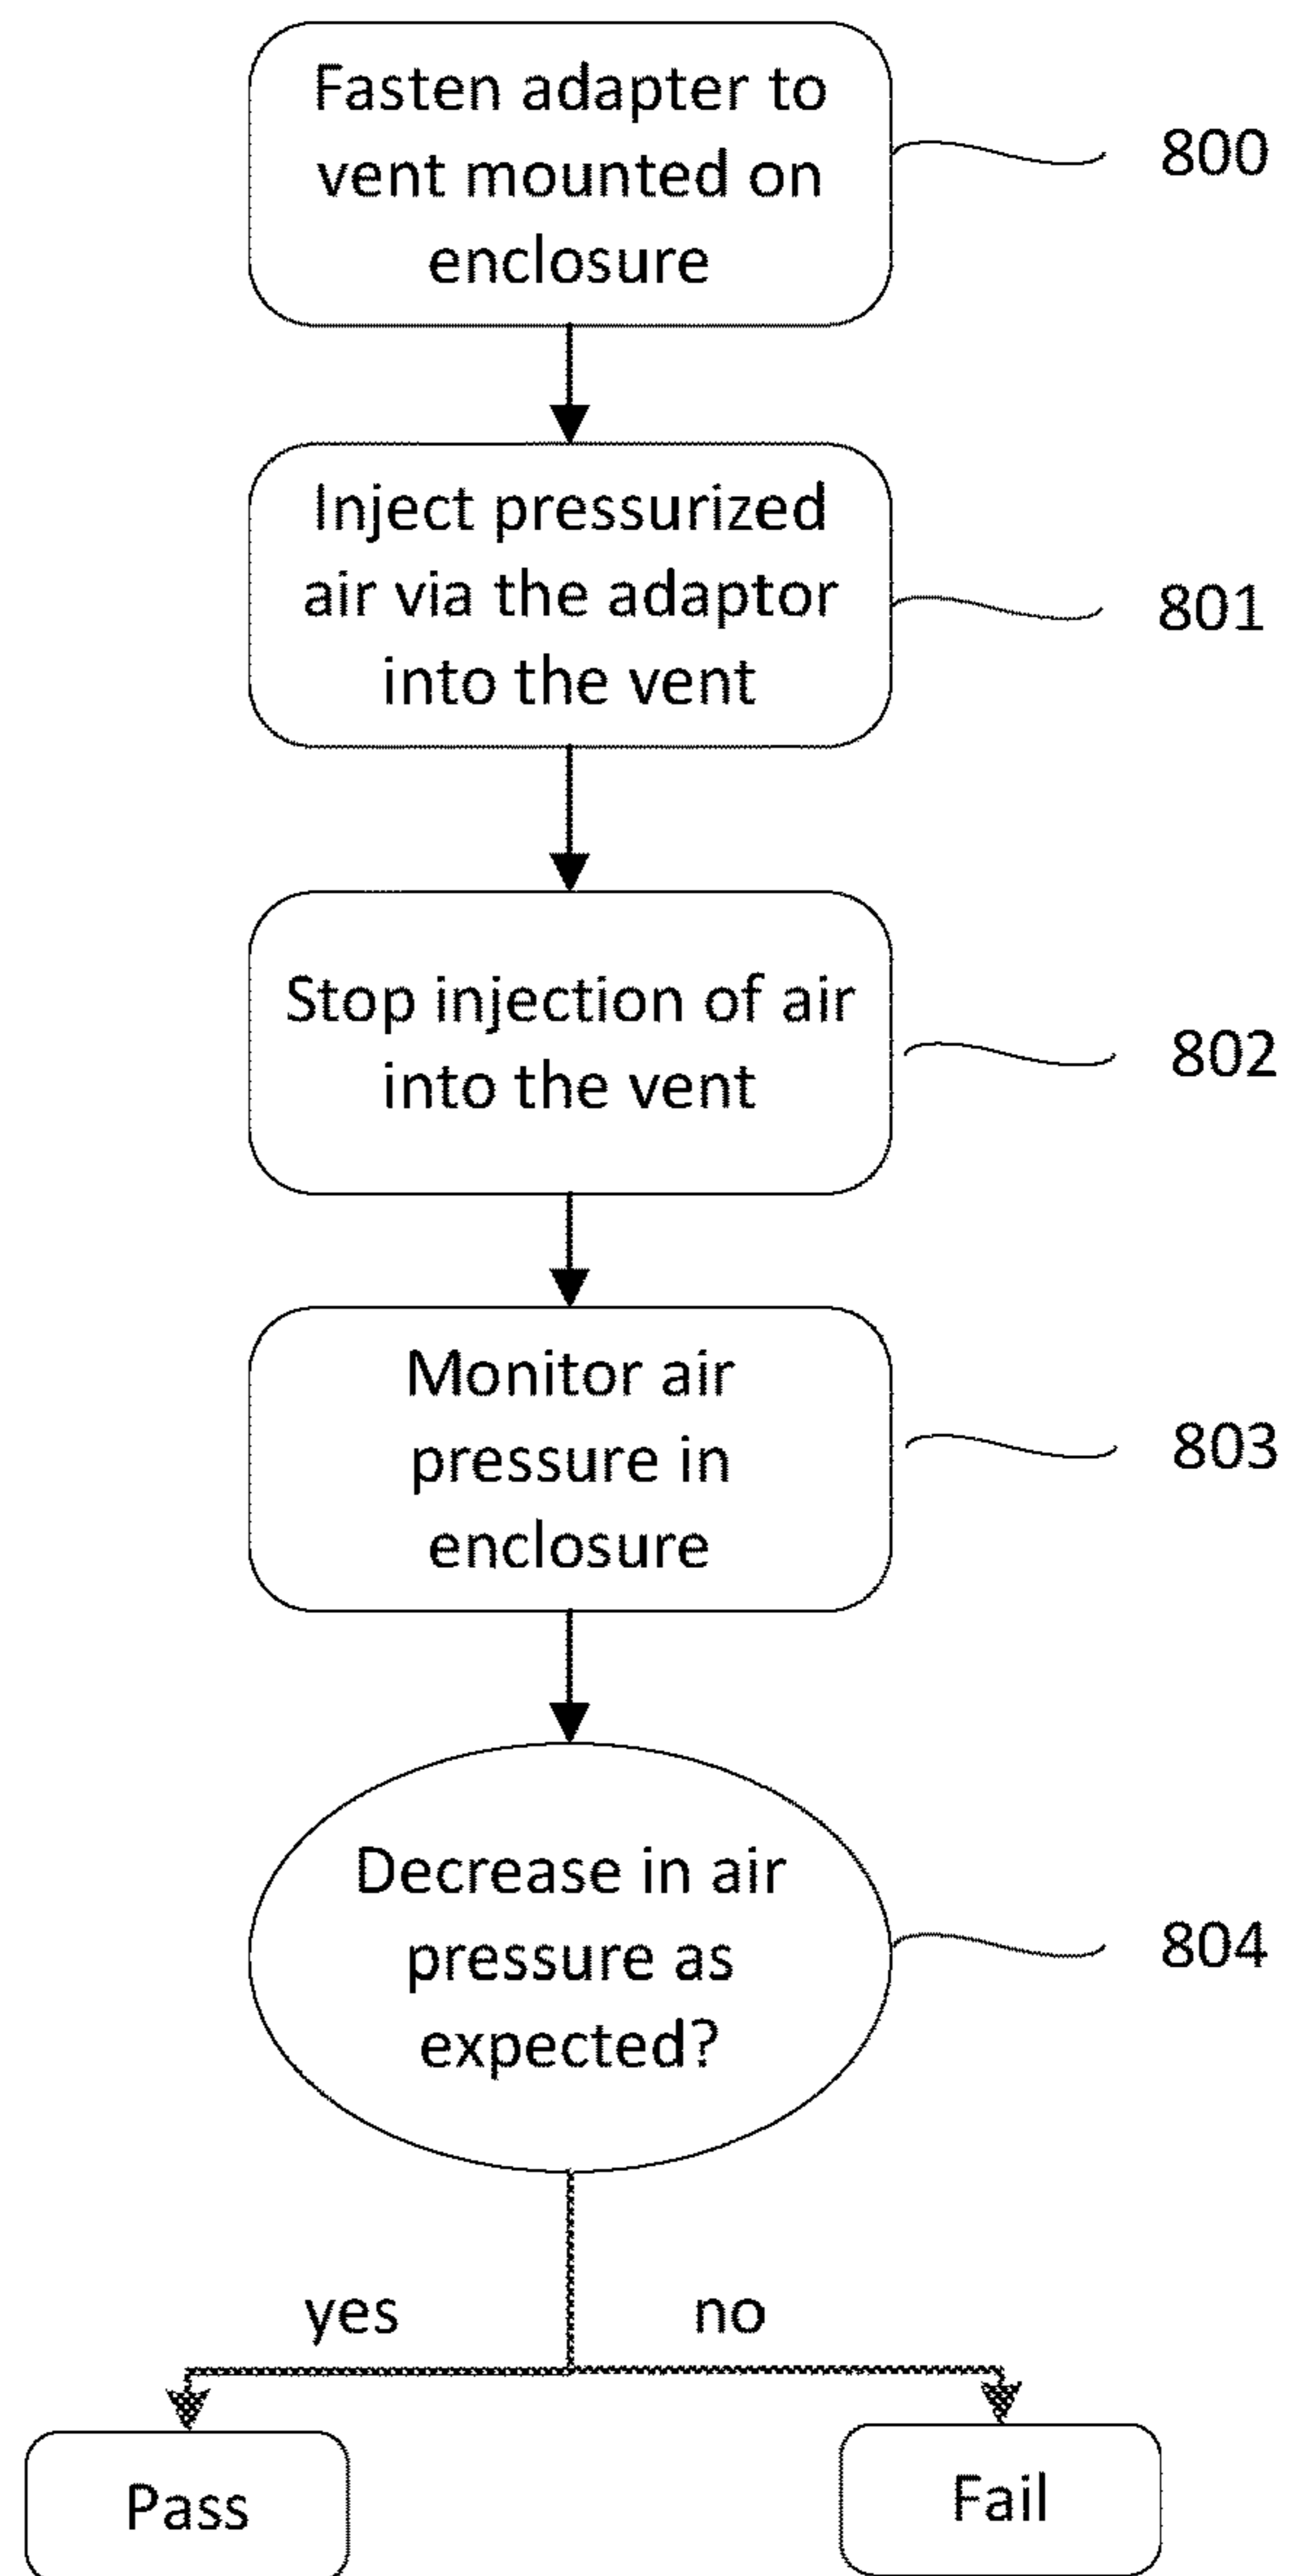 Fasten adapter to
vent mounted on
enclosure
800
Inject pressurized
air via the adaptor
into the vent
801
Stop injection of air
into the vent
802
Monitor air
pressure in
enclosure
803
Decrease in air
pressure as
expected?
804
yes
no
Pass
Fail